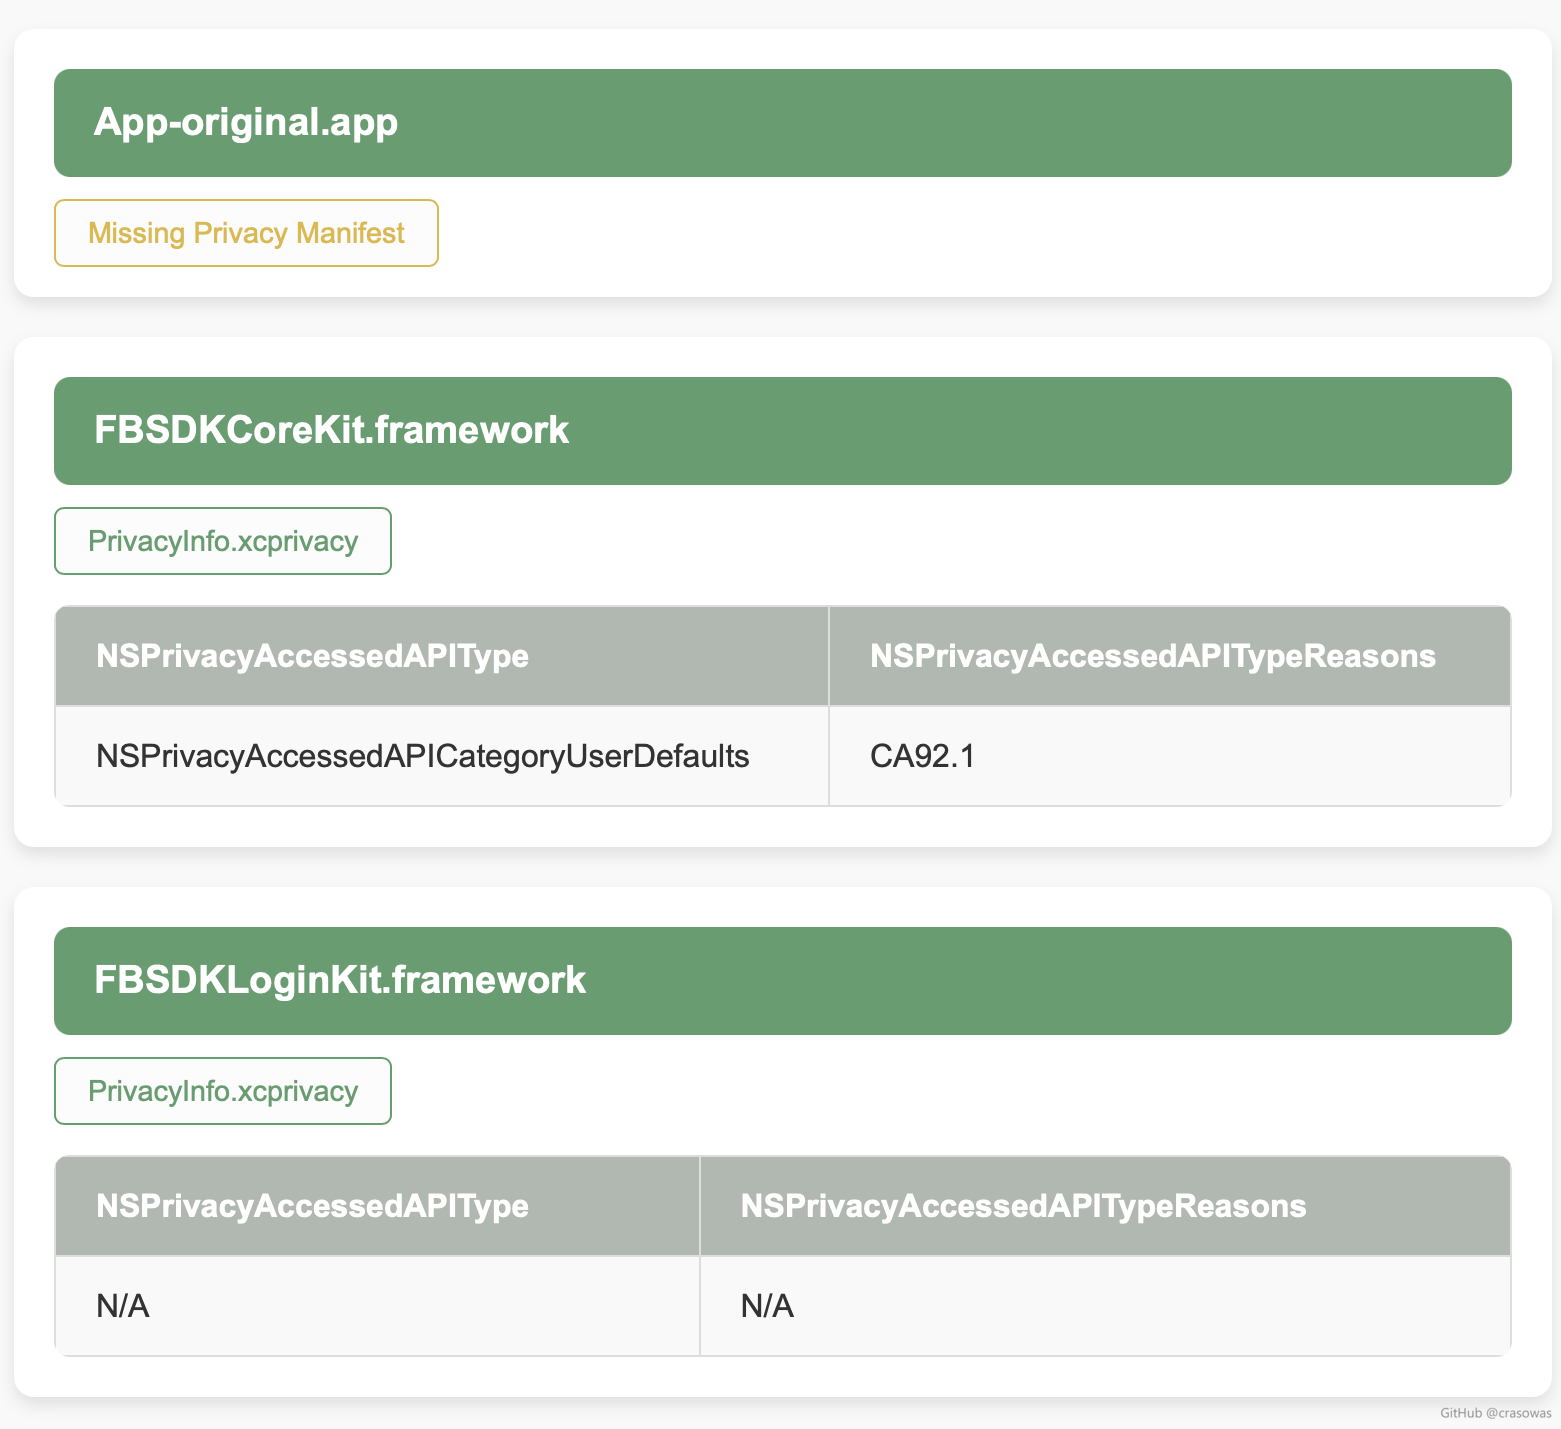 App-original.app
Missing Privacy Manifest
FBSDKCoreKit.framework
PrivacyInfo.xcprivacy
NSPrivacyAccessedAPIType NSPrivacyAccessedAPITypeReasons
NSPrivacyAccessedAPICategoryUserDefaults CA92.1
FBSDKLoginKit.framework
PrivacyInfo.xcprivacy
NSPrivacyAccessedAPIType NSPrivacyAccessedAPITypeReasons
N/A N/A
GitHub @crasowas